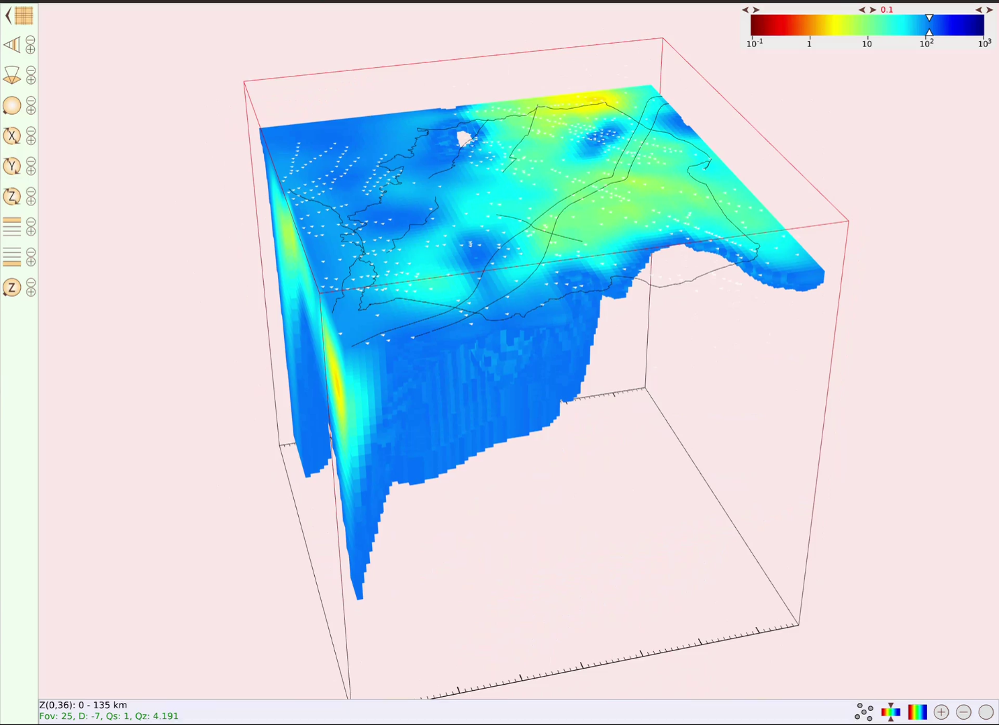 0.1
10-1 1 10 10² 10³
X
Y
Z
Z
Z(0,36): 0 - 135 km
Fov: 25, D: -7, Qs: 1, Qz: 4.191